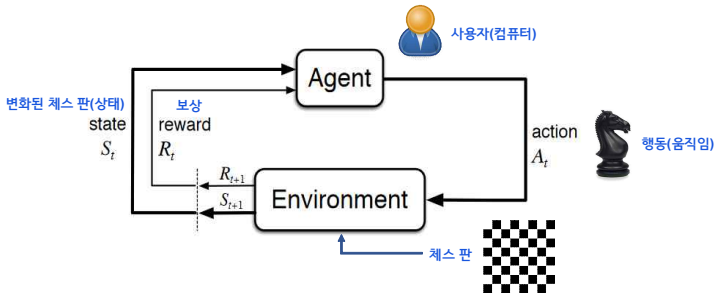 사용자(컴퓨터)
Agent
변화된 체스 판(상태)
state
S_t
보상
reward
R_t
action
A_t
행동(움직임)
R_{t+1}
S_{t+1}
Environment
체스 판